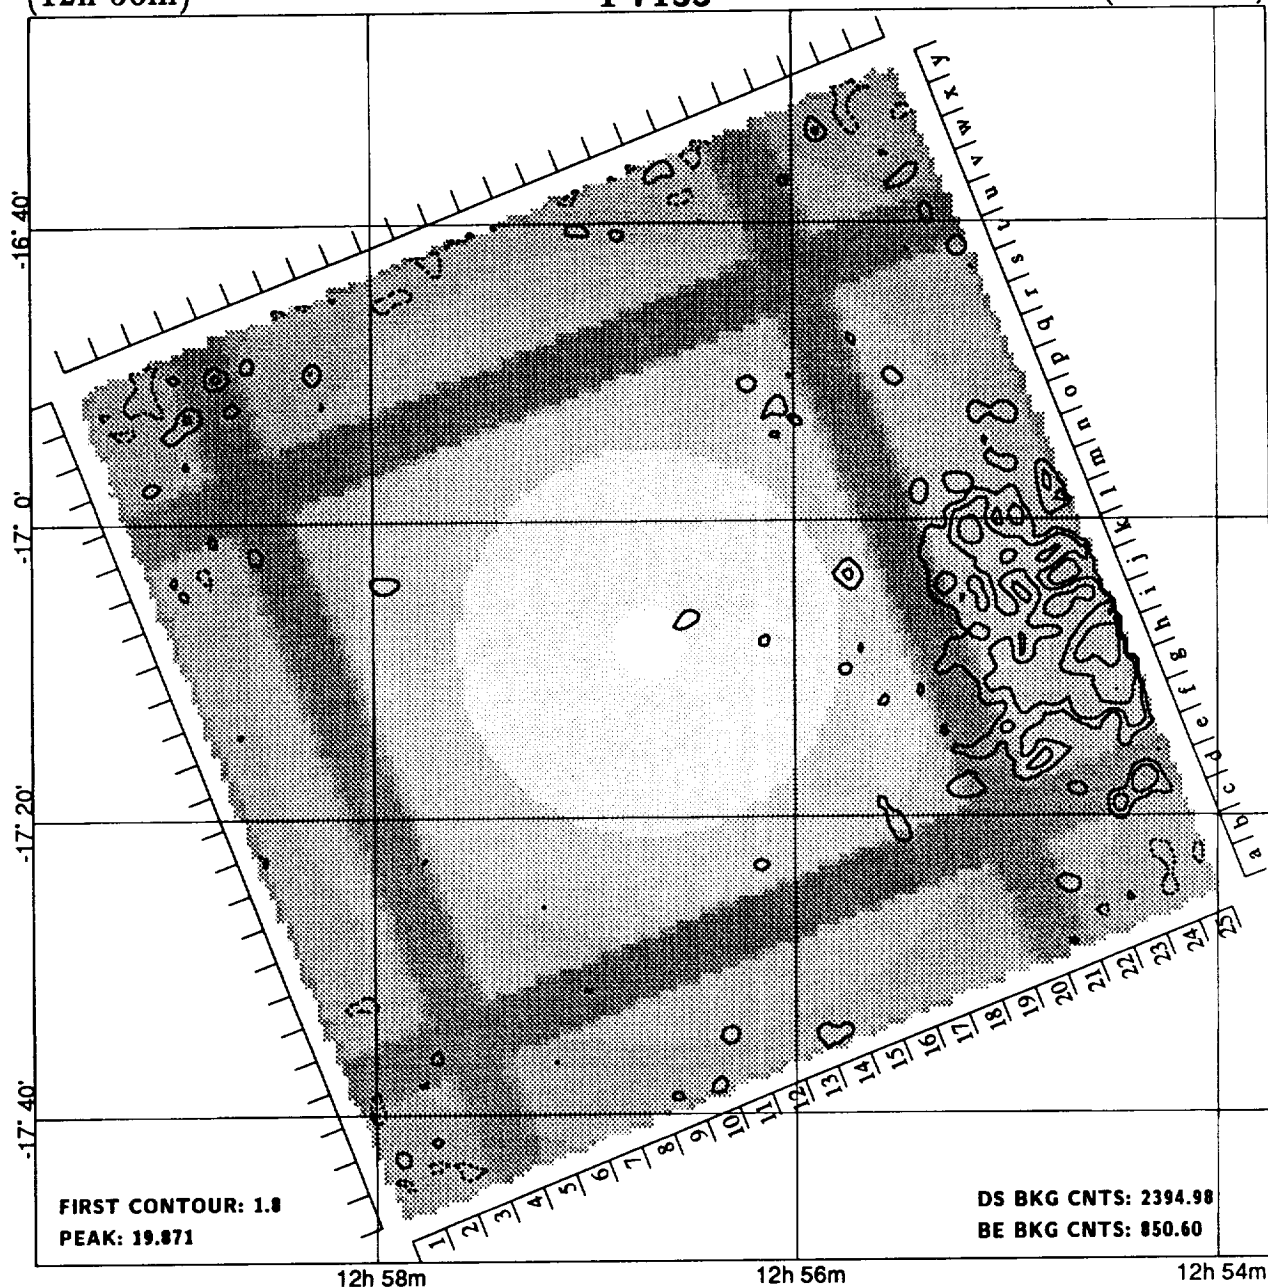 y
x
w
v
u
t
s
r
q
p
o
n
m
l
k
j
i
h
g
f
e
d
c
b
a
-16° 40'
-17° 0'
-17° 20'
-17° 40'
1
2
3
4
5
6
7
8
9
10
11
12
13
14
15
16
17
18
19
20
21
22
23
24
25
FIRST CONTOUR: 1.8
PEAK: 19.871
DS BKG CNTS: 2394.98
BE BKG CNTS: 850.60
12h 58m
12h 56m
12h 54m